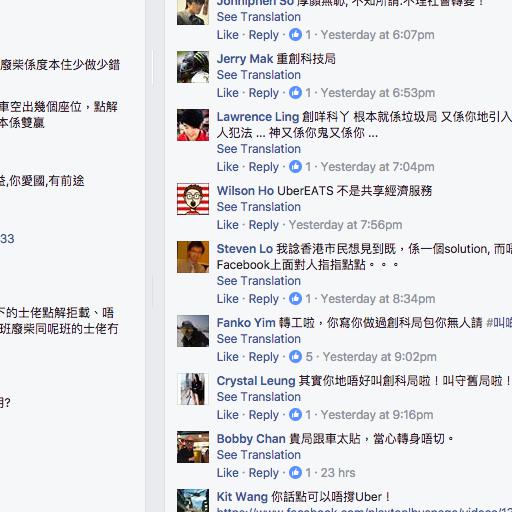 廢柴係度本住少做少錯
車空出幾個座位，點解
本係雙贏
益,你愛國,有前途
33
下的士佬點解拒載、唔
班廢柴同呢班的士佬冇
Johnlphen So 厚顏無恥, 不知所謂.不理社會轉變！
See Translation
Like · Reply · 1 · Yesterday at 6:07pm
Jerry Mak 重創科技局
See Translation
Like · Reply · 1 · Yesterday at 6:53pm
Lawrence Ling 創咩科丫 根本就係垃圾局 又係你地引入
人犯法 ... 神又係你鬼又係你 ...
See Translation
Like · Reply · 1 · Yesterday at 7:04pm
Wilson Ho UberEATS 不是共享經濟服務
See Translation
Like · Reply · Yesterday at 7:56pm
Steven Lo 我諗香港市民想見到既，係一個solution, 而唔
Facebook上面對人指指點點。。。
See Translation
Like · Reply · 1 · Yesterday at 8:34pm
Fanko Yim 轉工啦，你寫你做過創科局包你無人請 #叫
See Translation
Like · Reply · 5 · Yesterday at 9:02pm
Crystal Leung 其實你地唔好叫創科局啦！叫守舊局啦！
See Translation
Like · Reply · 1 · Yesterday at 9:16pm
Bobby Chan 貴局跟車太貼，當心轉身唔切。
See Translation
Like · Reply · 1 · 23 hrs
Kit Wang 你話點可以唔撐Uber！